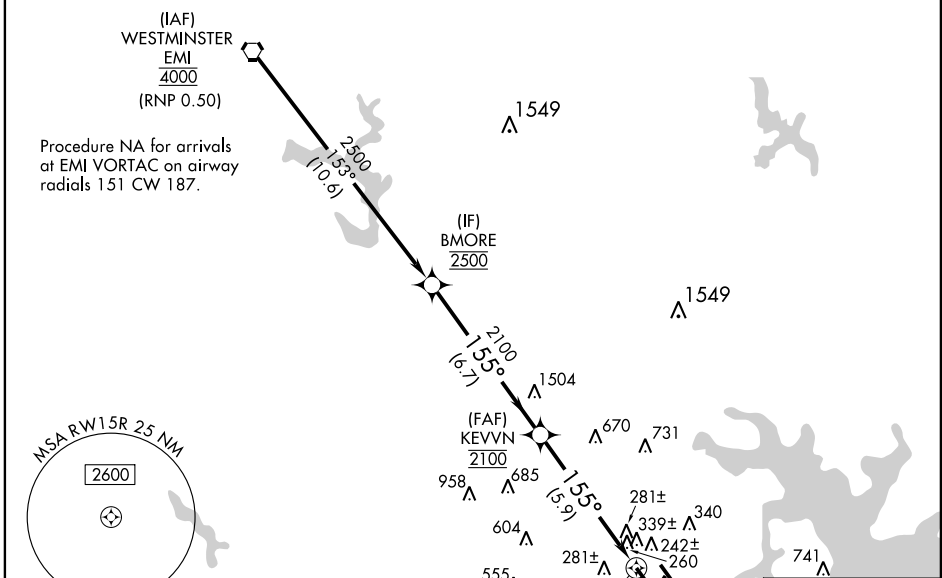 (IAF)
WESTMINSTER
EMI
4000
(RNP 0.50)
Procedure NA for arrivals
at EMI VORTAC on airway
radials 151 CW 187.
2500
153°
(10.6)
1549
(IF)
BMORE
2500
1549
2100
155°
(6.7)
1504
(FAF)
KEVVN
2100
670
731
155°
(5.9)
MSA RW15R 25 NM
2600
958
685
281±
339±
340
604
242±
260
281±
741
555